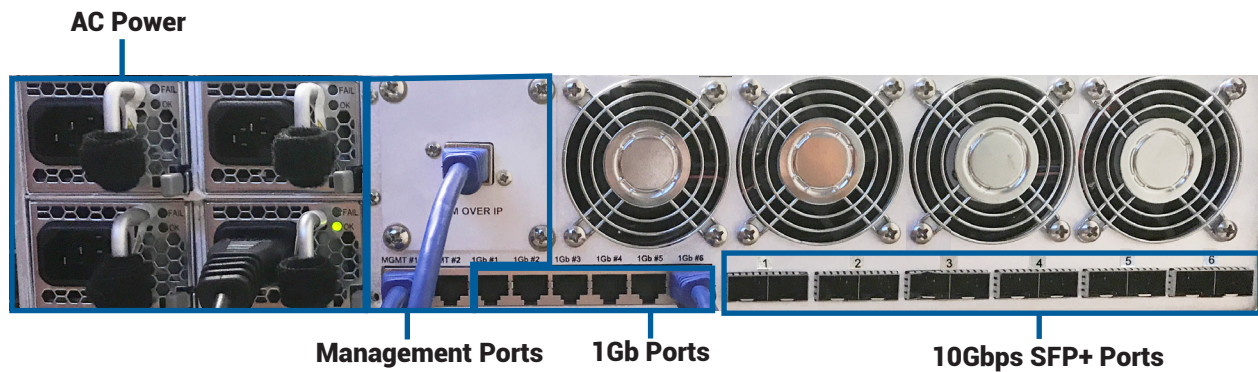 AC Power
FAIL
OK
FAIL
OK
FAIL
FAIL
OK
M OVER IP
MGMT #1
MT #2
1Gb #1
1Gb #2
1Gb #3
1Gb #4
1Gb #5
1Gb #6
1
2
3
4
5
6
Management Ports
1Gb Ports
10Gbps SFP+ Ports